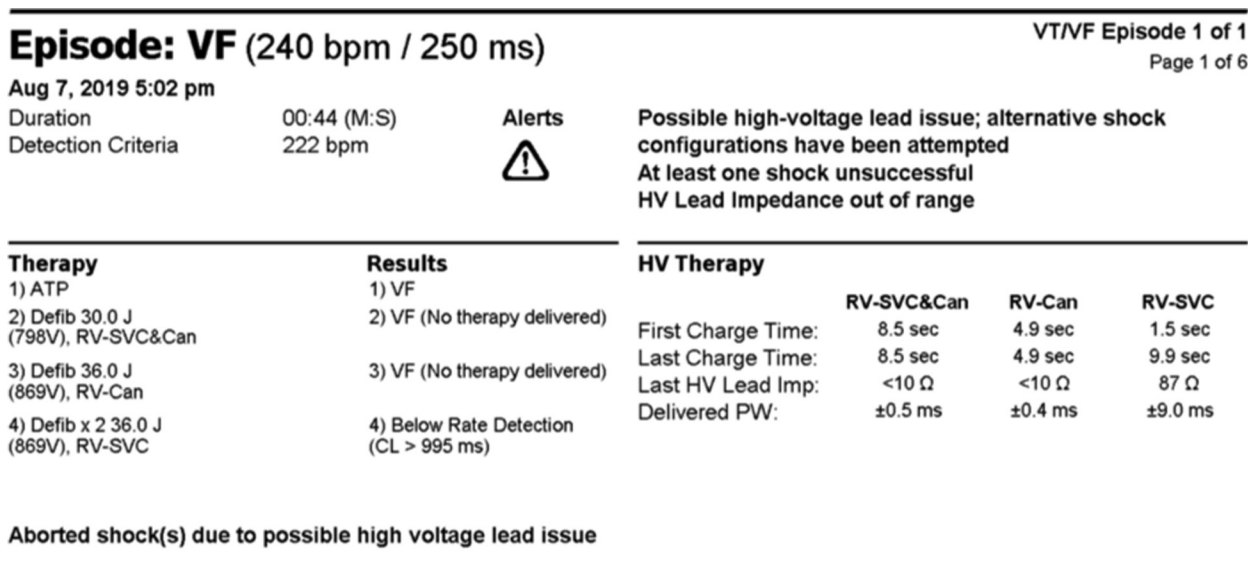 Episode: VF (240 bpm / 250 ms)
VT/VF Episode 1 of 1
Page 1 of 6
Aug 7, 2019 5:02 pm
Duration 00:44 (M:S)
Detection Criteria 222 bpm
Alerts
Possible high-voltage lead issue; alternative shock
configurations have been attempted
At least one shock unsuccessful
HV Lead Impedance out of range
Therapy Results
1) ATP 1) VF
2) Defib 30.0 J 2) VF (No therapy delivered)
(798V), RV-SVC&Can
3) Defib 36.0 J 3) VF (No therapy delivered)
(869V), RV-Can
4) Defib x 2 36.0 J 4) Below Rate Detection
(869V), RV-SVC (CL > 995 ms)
HV Therapy
RV-SVC&Can RV-Can RV-SVC
First Charge Time: 8.5 sec 4.9 sec 1.5 sec
Last Charge Time: 8.5 sec 4.9 sec 9.9 sec
Last HV Lead Imp: <10 Ω <10 Ω 87 Ω
Delivered PW: ±0.5 ms ±0.4 ms ±9.0 ms
Aborted shock(s) due to possible high voltage lead issue